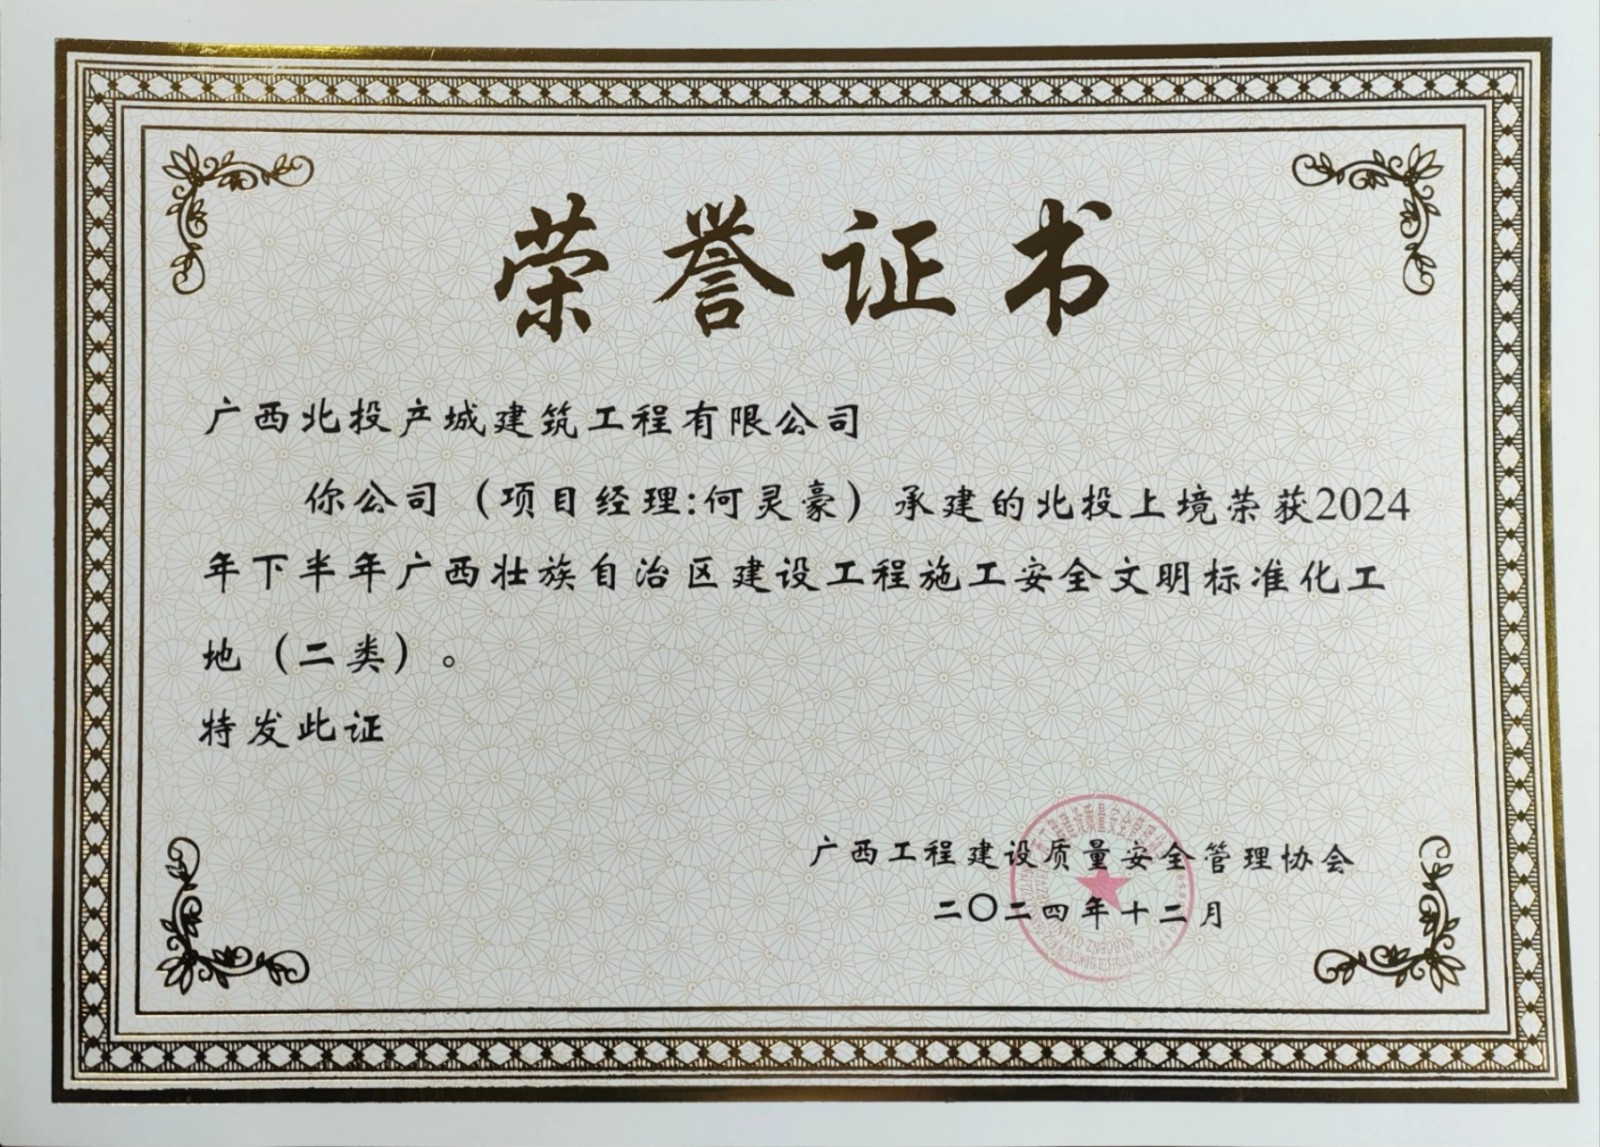 荣誉证书
广西北投产城建筑工程有限公司
你公司（项目经理:何灵豪）承建的北投上境荣获2024
年下半年广西壮族自治区建设工程施工安全文明标准化工
地（二类）。
特发此证
广西工程建设质量安全管理协会
二〇二四年十二月